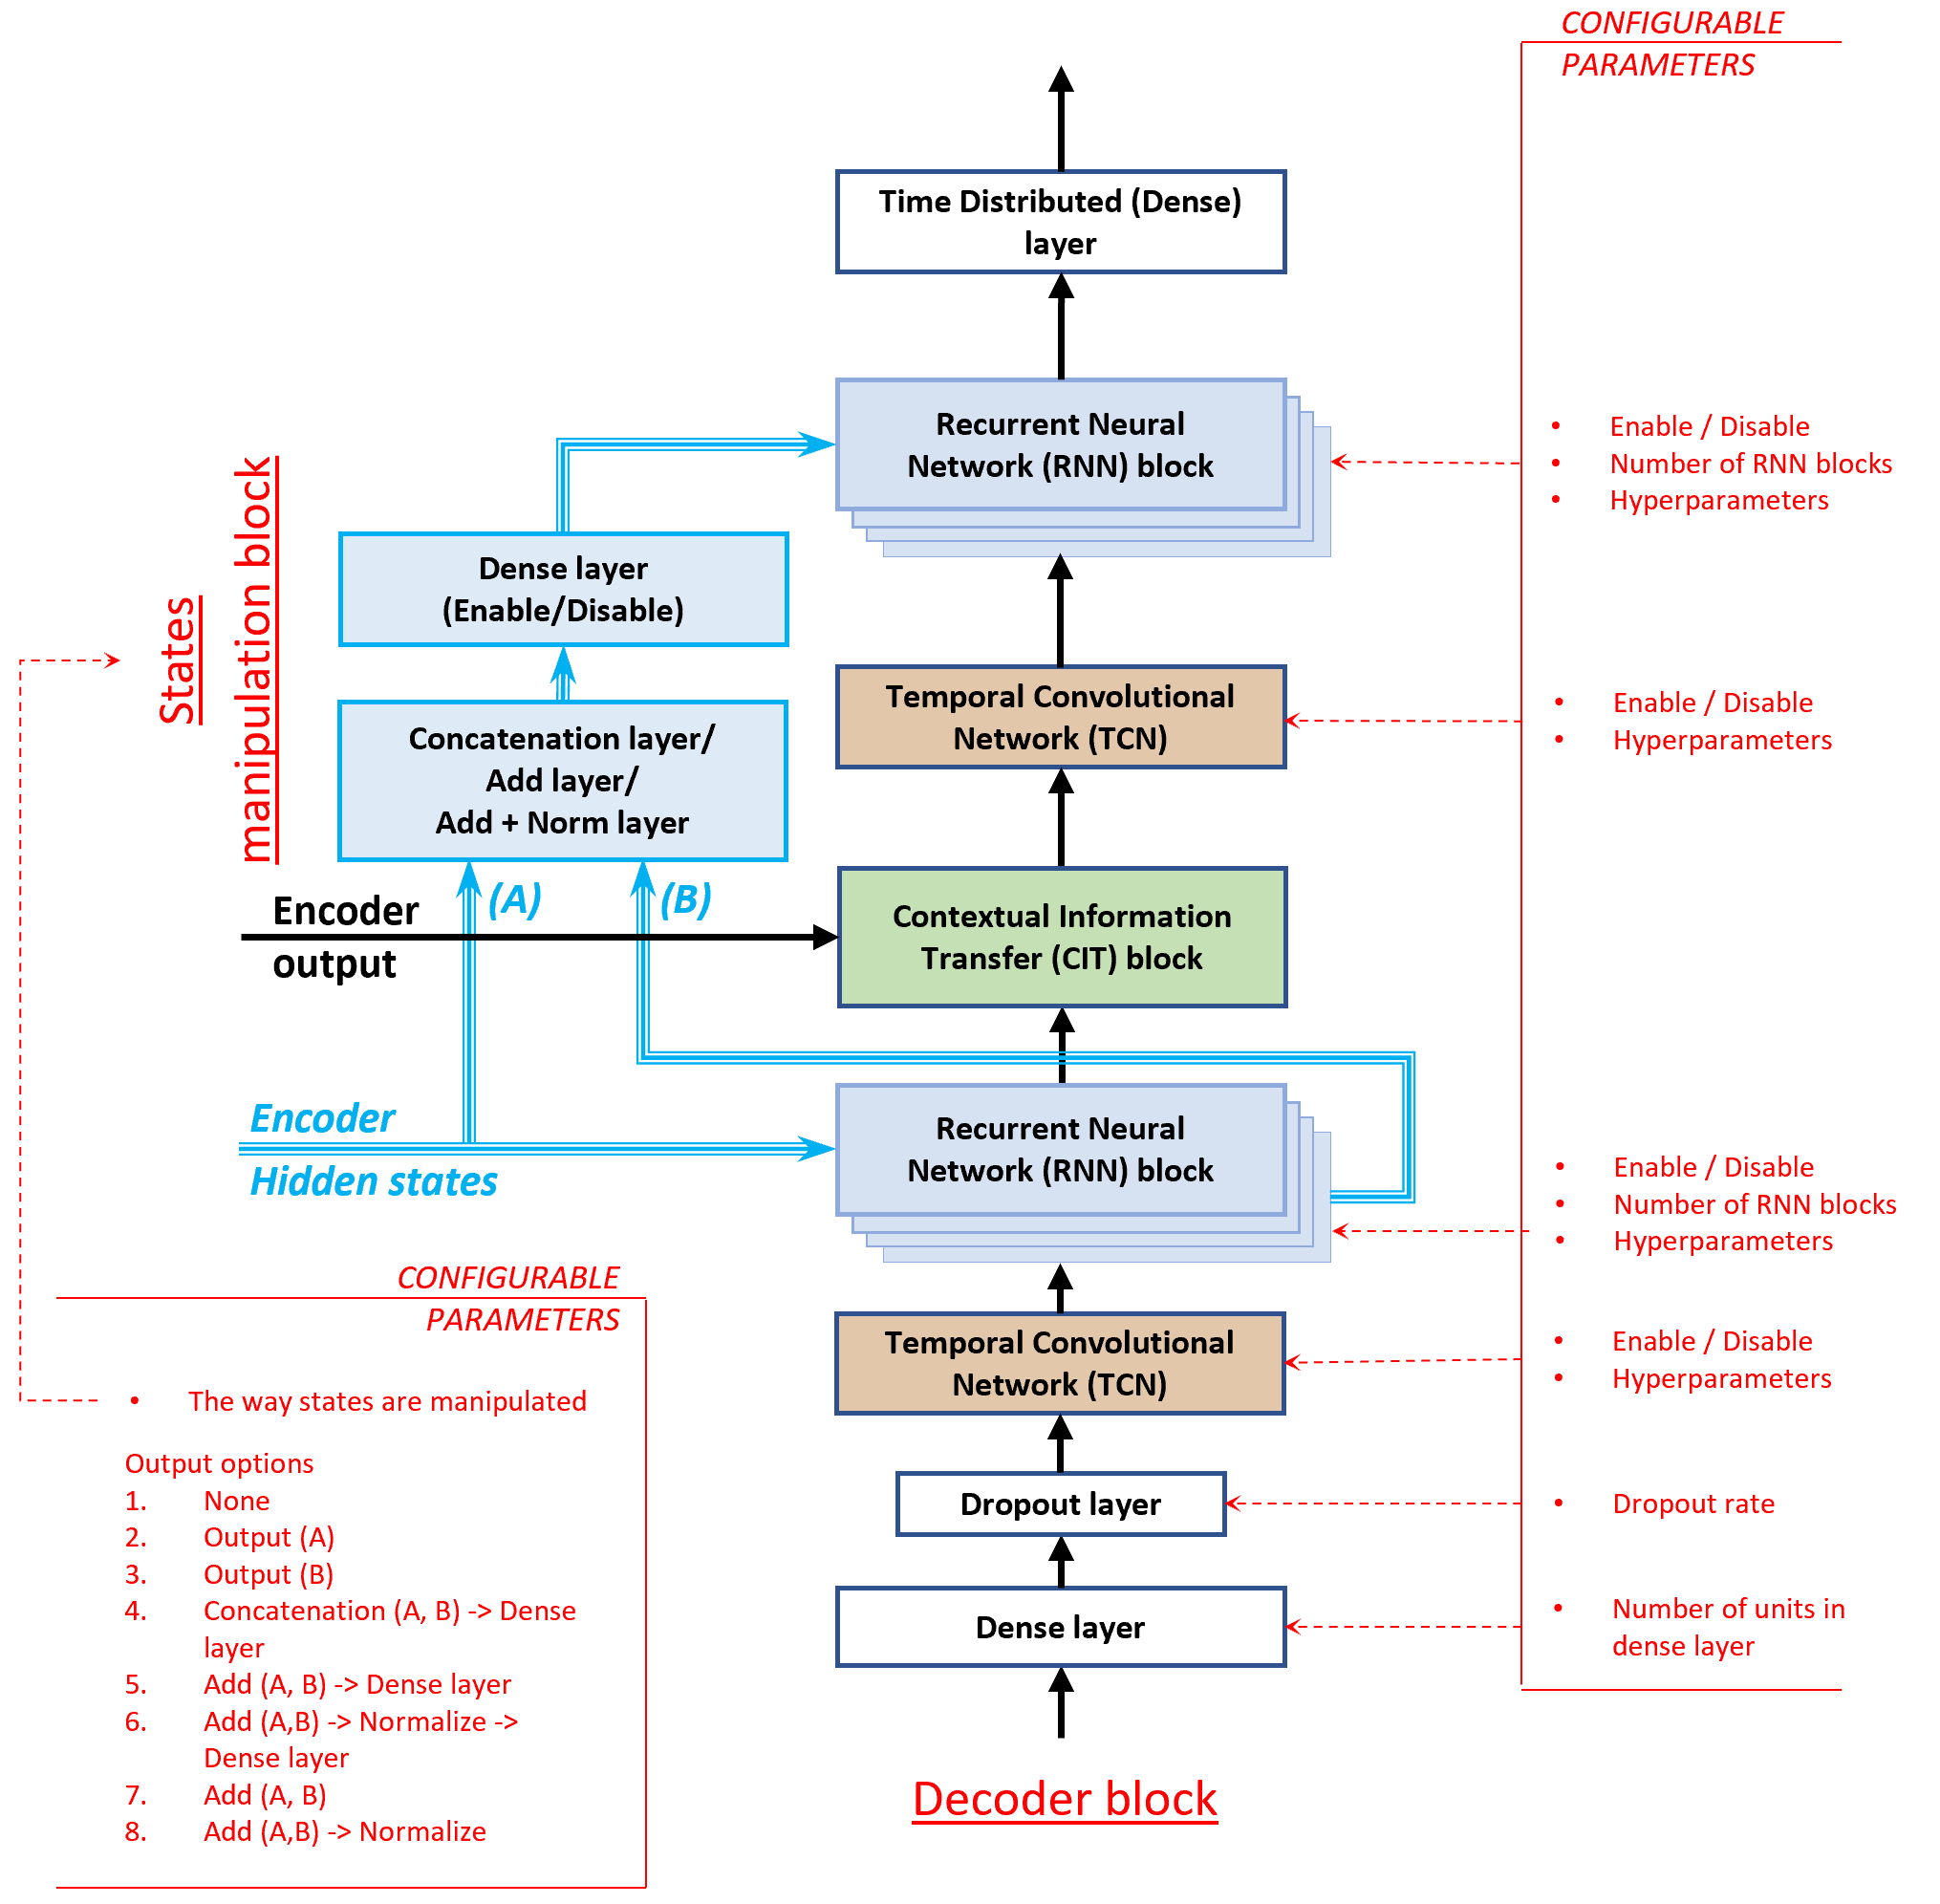 CONFIGURABLE
PARAMETERS
Time Distributed (Dense)
layer
Recurrent Neural
Network (RNN) block
• Enable / Disable
• Number of RNN blocks
• Hyperparameters
States
manipulation block
Dense layer
(Enable/Disable)
Temporal Convolutional
Network (TCN)
• Enable / Disable
• Hyperparameters
Concatenation layer/
Add layer/
Add + Norm layer
(A)
(B)
Encoder
output
Contextual Information
Transfer (CIT) block
Encoder
Hidden states
Recurrent Neural
Network (RNN) block
• Enable / Disable
• Number of RNN blocks
• Hyperparameters
Temporal Convolutional
Network (TCN)
• Enable / Disable
• Hyperparameters
Dropout layer
• Dropout rate
Dense layer
• Number of units in
dense layer
Decoder block
CONFIGURABLE
PARAMETERS
• The way states are manipulated
Output options
1. None
2. Output (A)
3. Output (B)
4. Concatenation (A, B) -> Dense
layer
5. Add (A, B) -> Dense layer
6. Add (A,B) -> Normalize ->
Dense layer
7. Add (A, B)
8. Add (A,B) -> Normalize